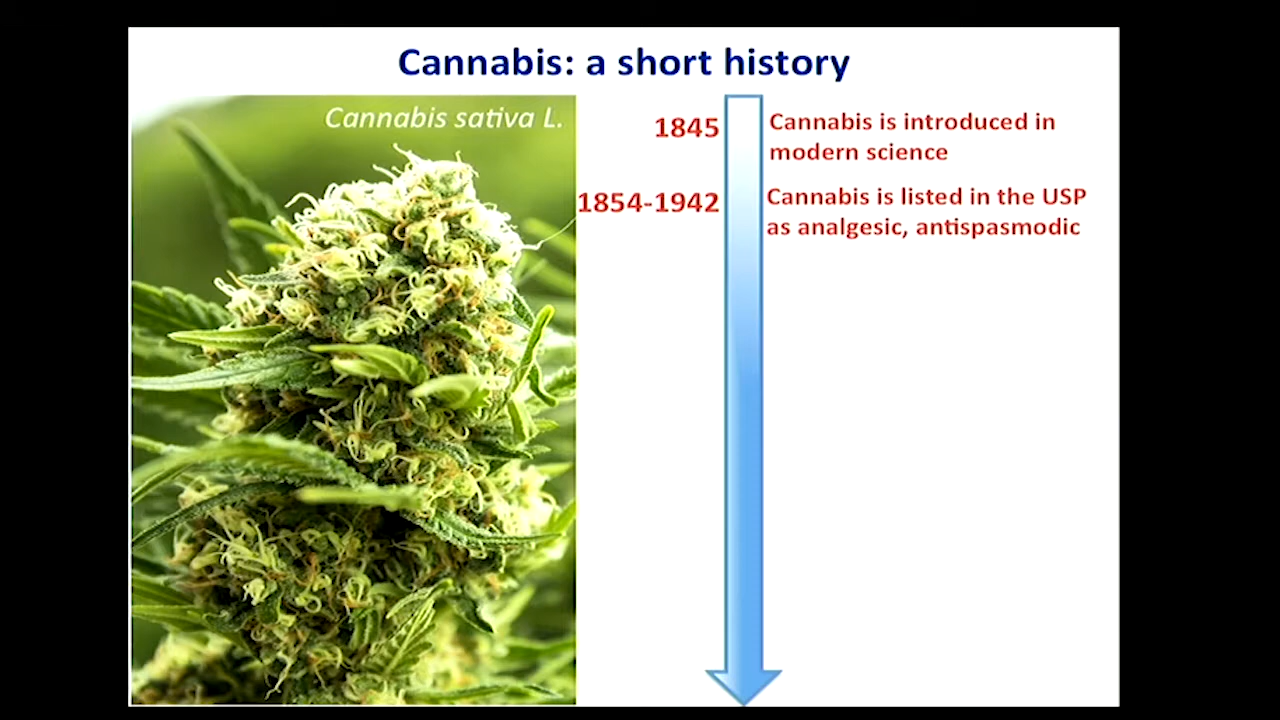 Cannabis: a short history
Cannabis sativa L.
1845
Cannabis is introduced in
modern science
1854-1942
Cannabis is listed in the USP
as analgesic, antispasmodic